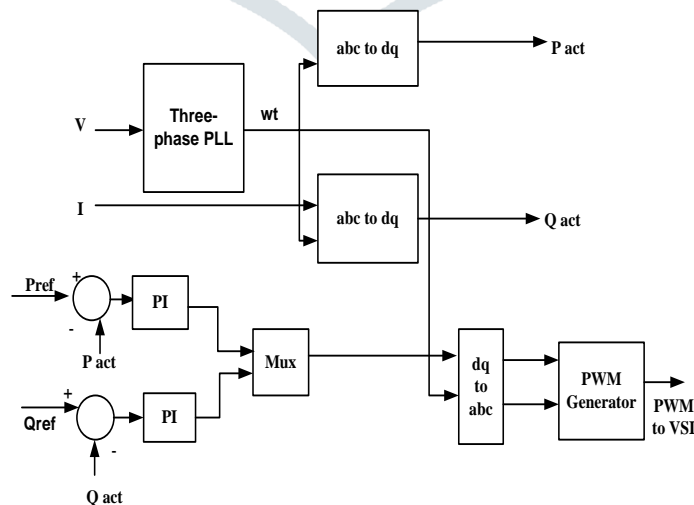 abc to dq
P act
Three-
phase PLL
wt
V
I
abc to dq
Q act
Pref
+
-
PI
P act
Mux
dq
to
abc
PWM
Generator
PWM
to VSI
+
Qref
-
PI
Q act